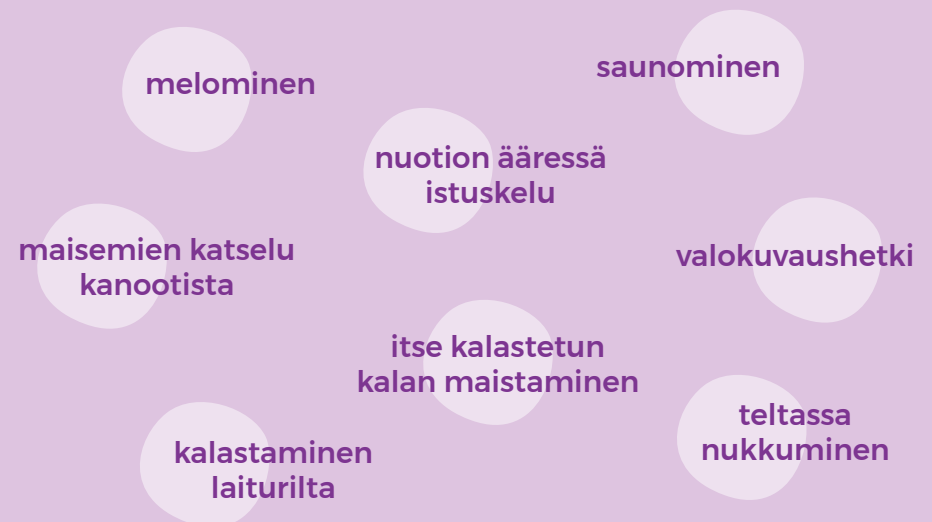 melominen
saunominen
nuotion ääressä
istuskelu
maisemien katselu
kanootista
valokuvaushetki
itse kalastetun
kalan maistaminen
teltassa
nukkuminen
kalastaminen
laiturilta